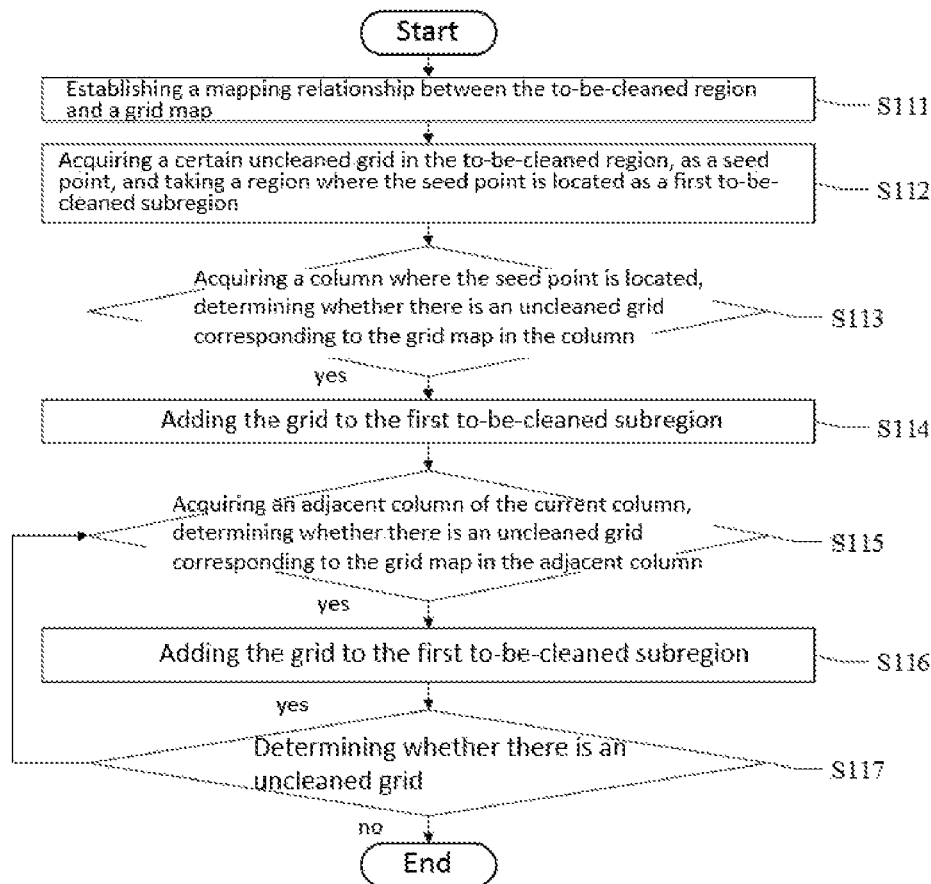 Start
Establishing a mapping relationship between the to-be-cleaned region
and a grid map
S111
Acquiring a certain uncleaned grid in the to-be-cleaned region, as a seed
point, and taking a region where the seed point is located as a first to-be-
cleaned subregion
S112
Acquiring a column where the seed point is located,
determining whether there is an uncleaned grid
corresponding to the grid map in the column
S113
yes
Adding the grid to the first to-be-cleaned subregion
S114
Acquiring an adjacent column of the current column,
determining whether there is an uncleaned grid
corresponding to the grid map in the adjacent column
S115
yes
Adding the grid to the first to-be-cleaned subregion
S116
yes
Determining whether there is an
uncleaned grid
S117
no
End